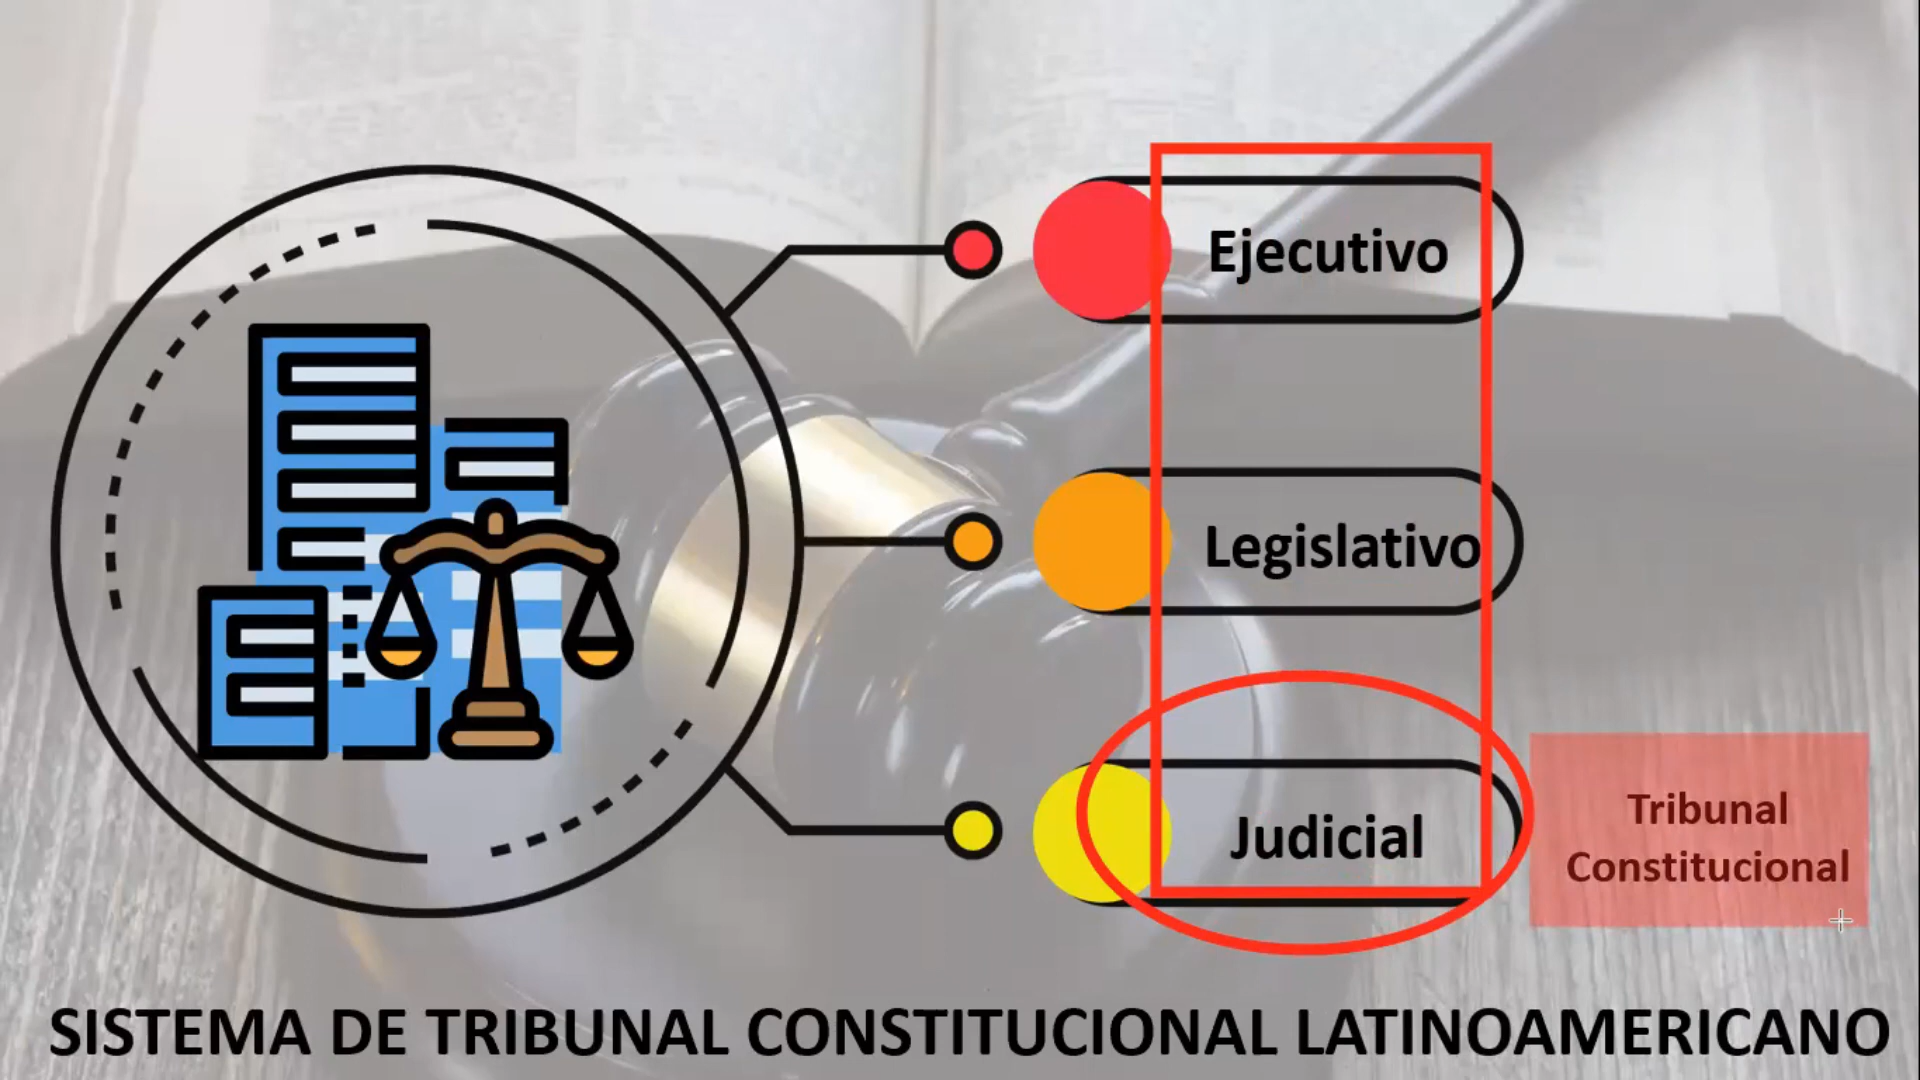 Ejecutivo
Legislativo
Judicial
Tribunal
Constitucional
SISTEMA DE TRIBUNAL CONSTITUCIONAL LATINOAMERICANO